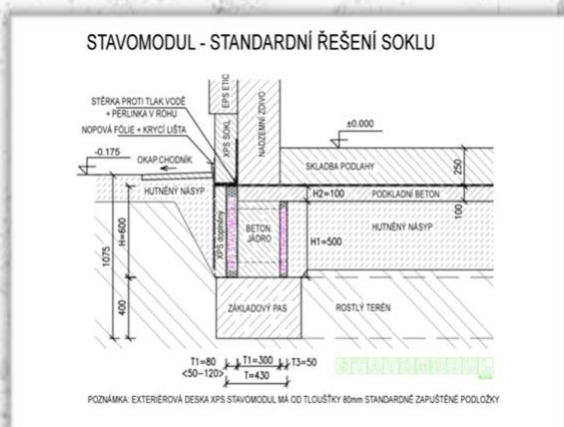 STAVOMODUL - STANDARDNÍ ŘEŠENÍ SOKLU
STĚRKA PROTI TLAK VODĚ
+ PERLINKA V ROHU
NOPOVÁ FÓLIE + KRYCÍ LIŠTA
EPS ETIC
XPS SOKL
NADZEMNÍ ZDIVO
±0.000
-0.175
OKAP CHODNÍK
SKLADBA PODLAHY
250
HUTNĚNÝ NÁSYP
H2=100
PODKLADNÍ BETON
100
H=600
1075
XPS doplněný
BETON
JÁDRO
HUTNĚNÝ NÁSYP
H1=500
400
ZÁKLADOVÝ PAS
ROSTLÝ TERÉN
T1=80
T1=300
T3=50
<50-120>
T=430
STAVOMODUL
POZNÁMKA: EXTERIÉROVÁ DESKA XPS STAVOMODUL MÁ OD TLOUŠŤKY 80mm STANDARDNĚ ZAPUŠTĚNÉ PODLOŽKY